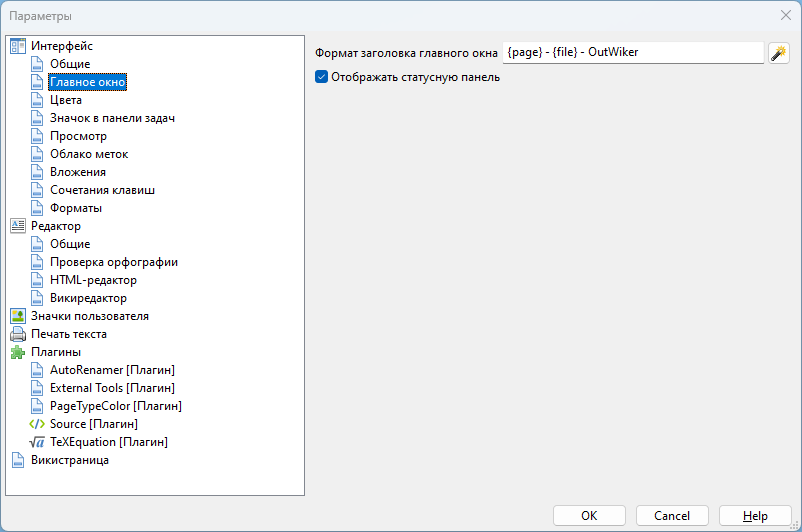 Параметры
Интерфейс
Общие
Главное окно
Цвета
Значок в панели задач
Просмотр
Облако меток
Вложения
Сочетания клавиш
Форматы
Редактор
Общие
Проверка орфографии
HTML-редактор
Викиредактор
Значки пользователя
Печать текста
Плагины
AutoRenamer [Плагин]
External Tools [Плагин]
PageTypeColor [Плагин]
Source [Плагин]
TeXEquation [Плагин]
Викистраница
Формат заголовка главного окна {page} - {file} - OutWiker
Отображать статусную панель
OK Cancel Help